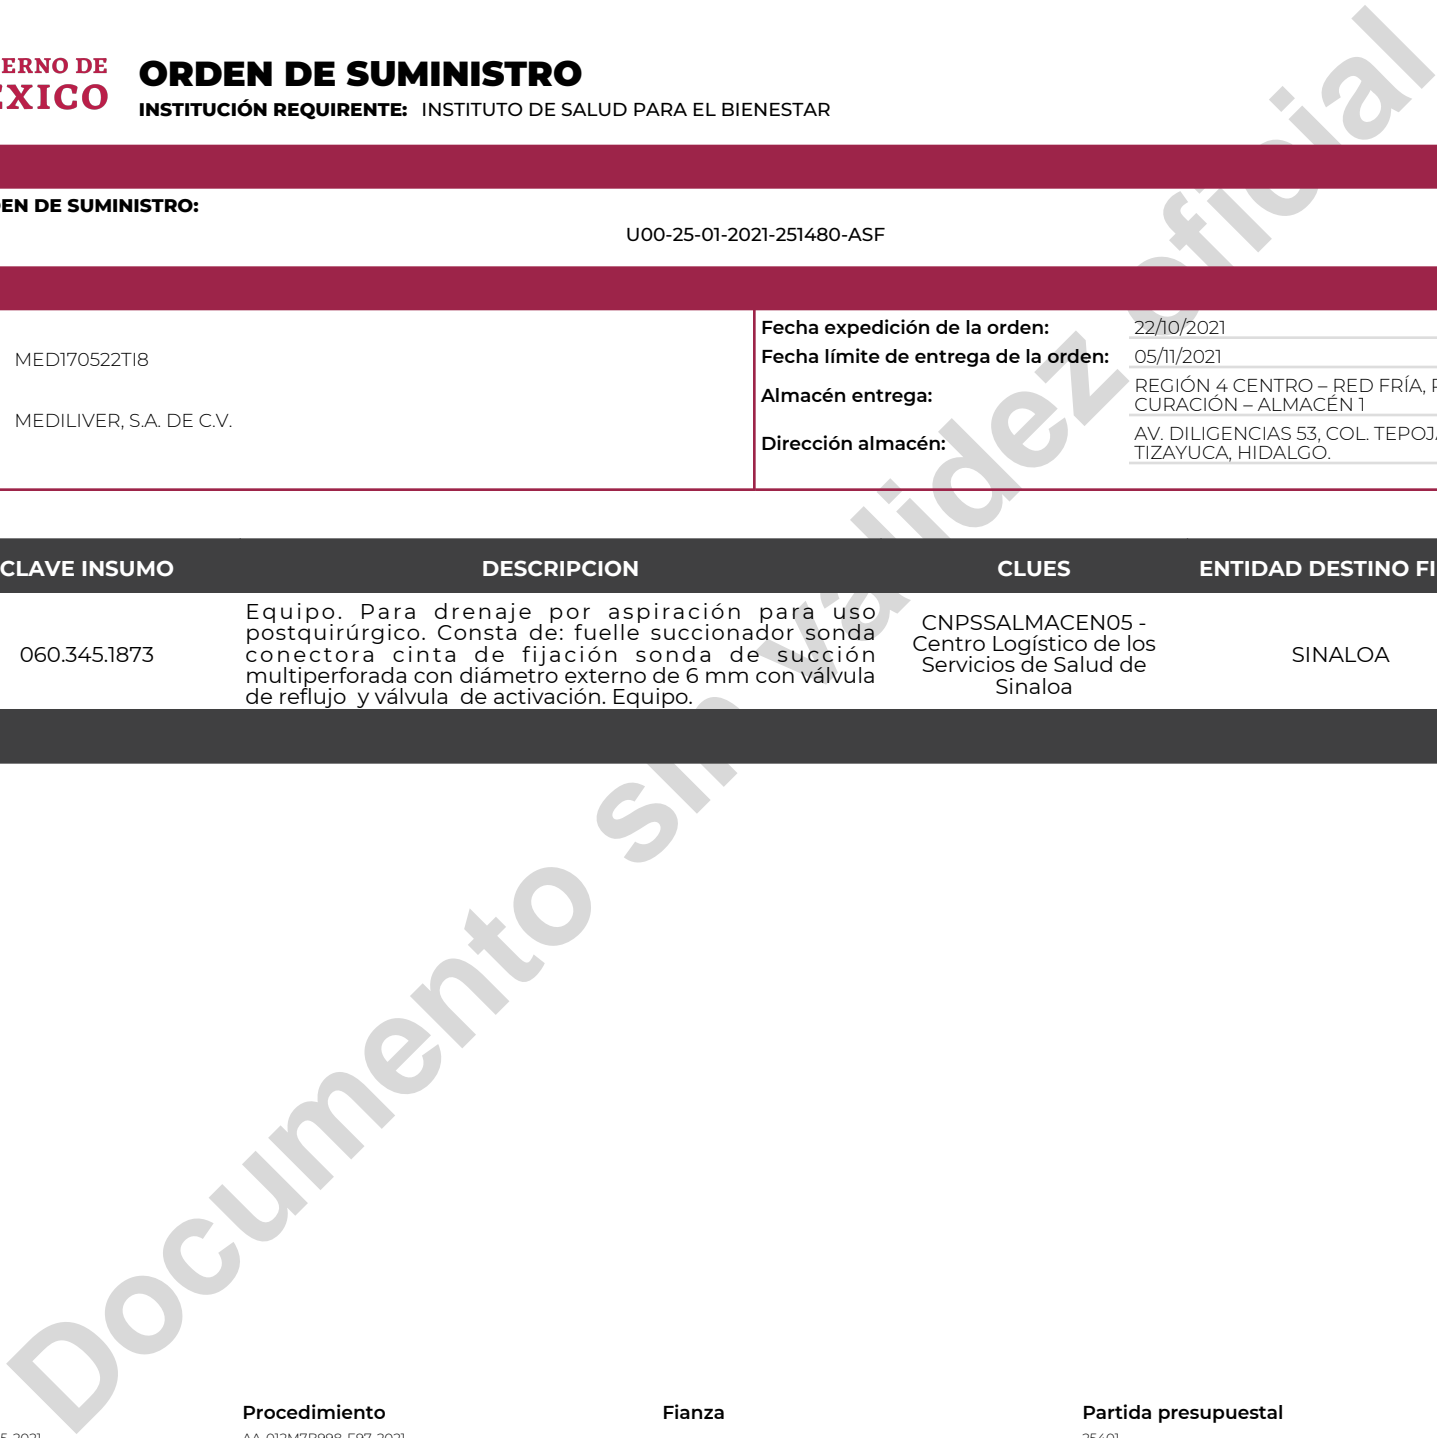 ERNO DE
EXICO
ORDEN DE SUMINISTRO
INSTITUCIÓN REQUIRENTE: INSTITUTO DE SALUD PARA EL BIENESTAR
EN DE SUMINISTRO:
U00-25-01-2021-251480-ASF
MED170522TI8
MEDILIVER, S.A. DE C.V.
Fecha expedición de la orden: 22/10/2021
Fecha límite de entrega de la orden: 05/11/2021
Almacén entrega: REGIÓN 4 CENTRO – RED FRÍA,
CURACIÓN – ALMACÉN 1
Dirección almacén: AV. DILIGENCIAS 53, COL. TEPOJ
TIZAYUCA, HIDALGO.
CLAVE INSUMO DESCRIPCION CLUES ENTIDAD DESTINO FI
060.345.1873
Equipo. Para drenaje por aspiración para uso
postquirúrgico. Consta de: fuelle succionador sonda
conectora cinta de fijación sonda de succión
multiperforada con diámetro externo de 6 mm con válvula
de reflujo y válvula de activación. Equipo.
CNPSSALMACEN05 -
Centro Logístico de los
Servicios de Salud de
Sinaloa
SINALOA
Documento sin validez oficial
Procedimiento Fianza Partida presupuestal